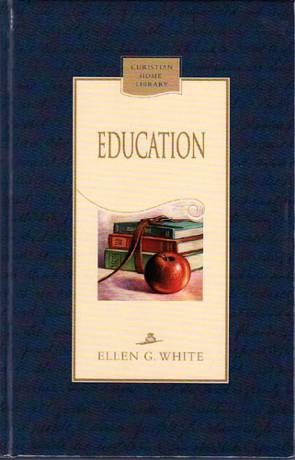 CHRISTIAN
HOME
LIBRARY
EDUCATION
ELLEN G. WHITE